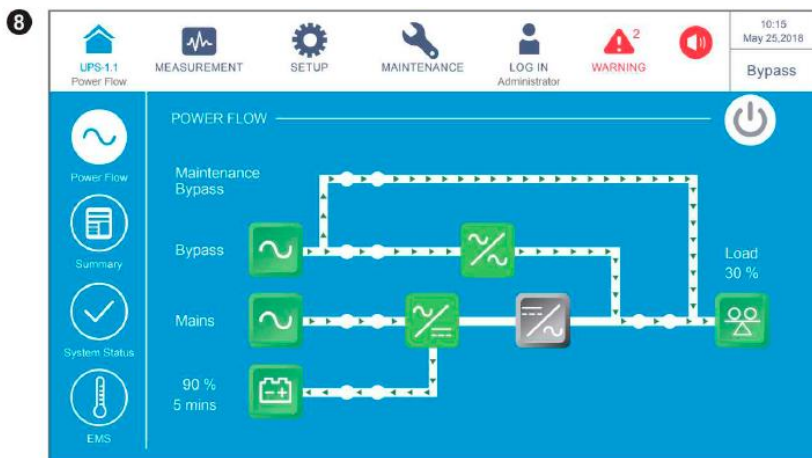 8
UPS-1.1
Power Flow
MEASUREMENT
SETUP
MAINTENANCE
LOG IN
Administrator
2
WARNING
10:15
May 25,2018
Bypass
POWER FLOW
Power Flow
Summary
System Status
EMS
Maintenance
Bypass
Bypass
Mains
90 %
5 mins
Load
30 %